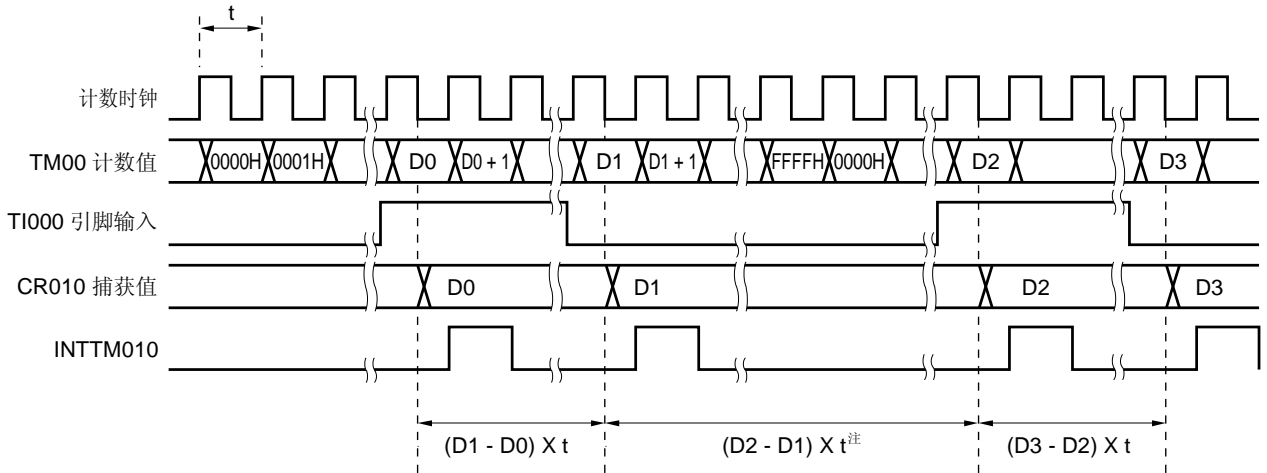 t
计数时钟
TM00 计数值
0000H 0001H D0 D0 + 1 D1 D1 + 1 FFFFH 0000H D2 D3
TI000 引脚输入
CR010 捕获值
D0 D1 D2 D3
INTTM010
(D1 - D0) X t (D2 - D1) X t注 (D3 - D2) X t